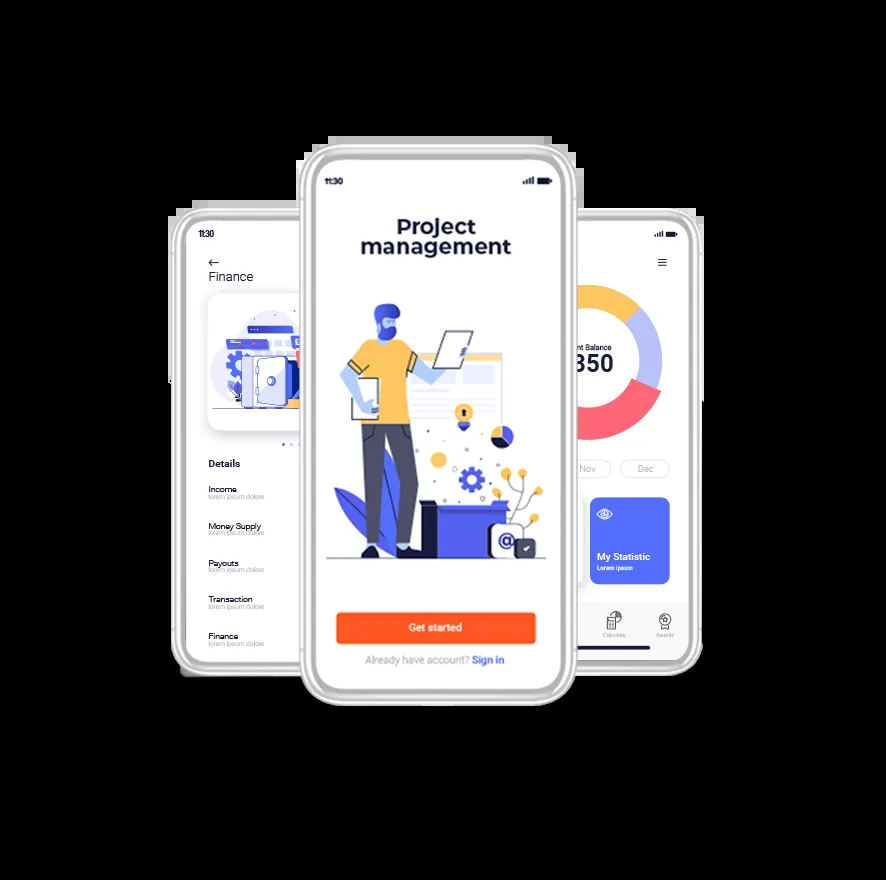 11:30
Finance
Details
Income
lorem ipsum dolore
Money Supply
lorem ipsum dolore
Payouts
lorem ipsum dolore
Transaction
lorem ipsum dolore
Finance
lorem ipsum dolore
11:30
Project
management
@
Get started
Already have account? Sign in
nt Balance
350
Nov
Dec
My Statistic
Lorem ipsum
Calculate
Awards